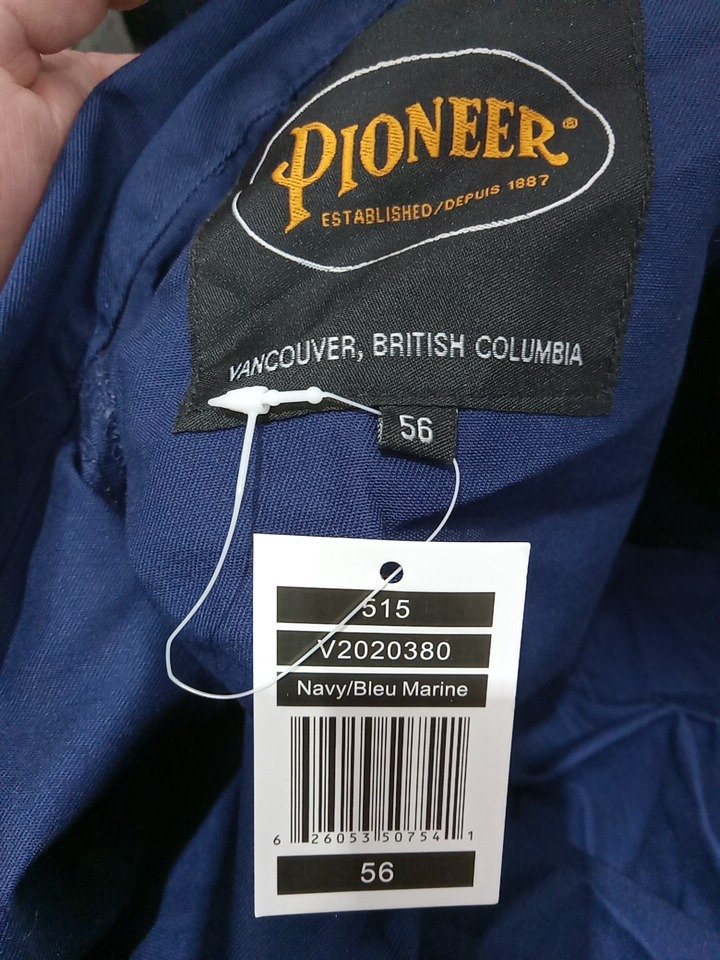 PIONEER®
ESTABLISHED/DEPUIS 1887
VANCOUVER, BRITISH COLUMBIA
56
515
V2020380
Navy/Bleu Marine
6 26053 50754 1
56